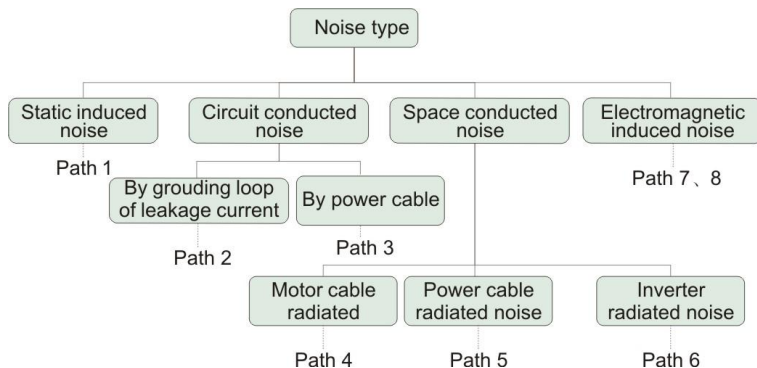 Noise type
Static induced
noise
Circuit conducted
noise
Space conducted
noise
Electromagnetic
induced noise
Path 1
By grouding loop
of leakage current
By power cable
Path 7、8
Path 2
Path 3
Motor cable
radiated
Power cable
radiated noise
Inverter
radiated noise
Path 4
Path 5
Path 6